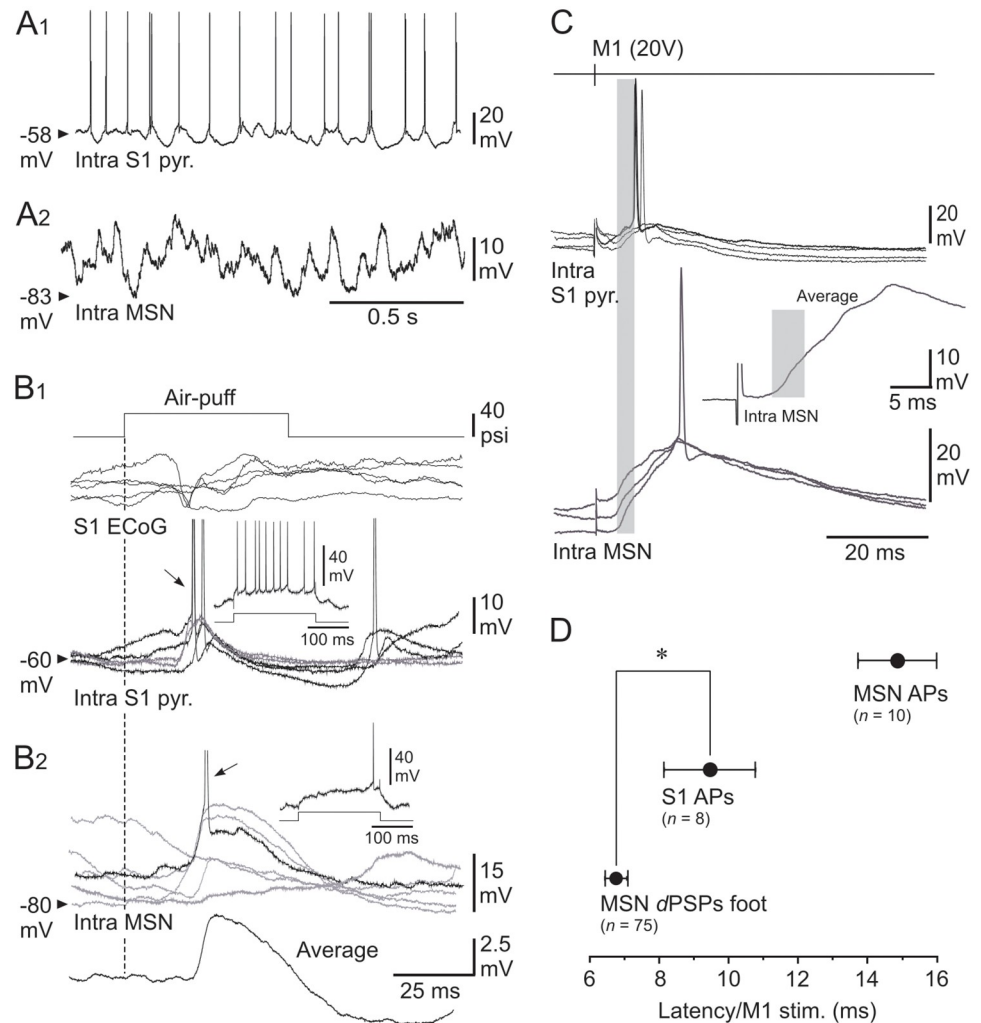 A1
20
mV
-58
mV
Intra S1 pyr.
A2
10
mV
-83
mV
Intra MSN
0.5 s
B1
Air-puff
40
psi
S1 ECoG
40
mV
100 ms
10
mV
-60
mV
Intra S1 pyr.
B2
40
mV
100 ms
15
mV
-80
mV
Intra MSN
Average
2.5
mV
25 ms
C
M1 (20V)
20
mV
Intra
S1 pyr.
Average
10
mV
5 ms
Intra MSN
20
mV
Intra MSN
20 ms
D
*
MSN APs
(n = 10)
S1 APs
(n = 8)
MSN dPSPs foot
(n = 75)
6 8 10 12 14 16
Latency/M1 stim. (ms)